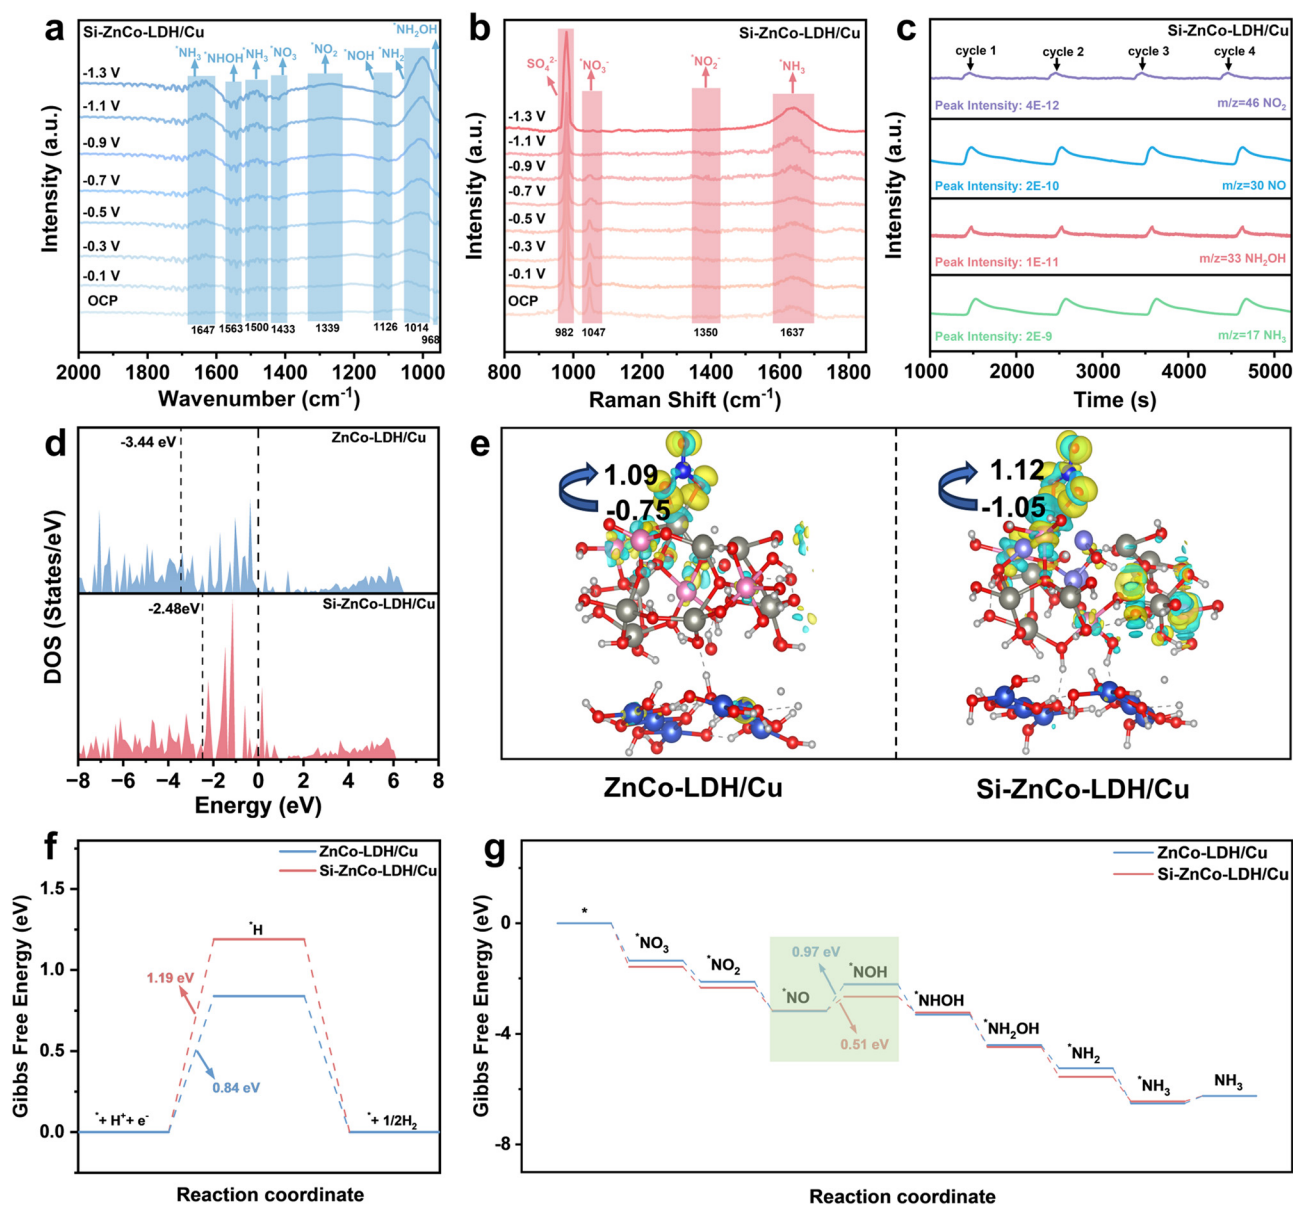 a
Si-ZnCo-LDH/Cu
*NH₂OH
*NH₃
*NHOH
*NH₃
*NO₃
*NO₂
*NOH
*NH₂
-1.3 V
-1.1 V
-0.9 V
-0.7 V
-0.5 V
-0.3 V
-0.1 V
OCP
1647
1563
1500
1433
1339
1126
1014
968
2000 1800 1600 1400 1200 1000
Wavenumber (cm⁻¹)
Intensity (a.u.)
b
Si-ZnCo-LDH/Cu
SO₄²⁻
*NO₃⁻
*NO₂⁻
*NH₃
-1.3 V
-1.1 V
-0.9 V
-0.7 V
-0.5 V
-0.3 V
-0.1 V
OCP
982
1047
1350
1637
800 1000 1200 1400 1600 1800
Raman Shift (cm⁻¹)
Intensity (a.u.)
c
Si-ZnCo-LDH/Cu
cycle 1
cycle 2
cycle 3
cycle 4
Peak Intensity: 4E-12
m/z=46 NO₂
Peak Intensity: 2E-10
m/z=30 NO
Peak Intensity: 1E-11
m/z=33 NH₂OH
Peak Intensity: 2E-9
m/z=17 NH₃
1000 2000 3000 4000 5000
Time (s)
Intensity (a.u.)
d
-3.44 eV
ZnCo-LDH/Cu
-2.48eV
Si-ZnCo-LDH/Cu
−8 −6 −4 −2 0 2 4 6 8
Energy (eV)
DOS (States/eV)
e
1.09
-0.75
1.12
-1.05
ZnCo-LDH/Cu
Si-ZnCo-LDH/Cu
f
ZnCo-LDH/Cu
Si-ZnCo-LDH/Cu
1.5
1.0
0.5
0.0
*H
1.19 eV
0.84 eV
*+ H⁺+ e⁻
*+ 1/2H₂
Gibbs Free Energy (eV)
Reaction coordinate
g
ZnCo-LDH/Cu
Si-ZnCo-LDH/Cu
0
-4
-8
*
*NO₃
*NO₂
*NO
0.97 eV
*NOH
0.51 eV
*NHOH
*NH₂OH
*NH₂
*NH₃
NH₃
Gibbs Free Energy (eV)
Reaction coordinate